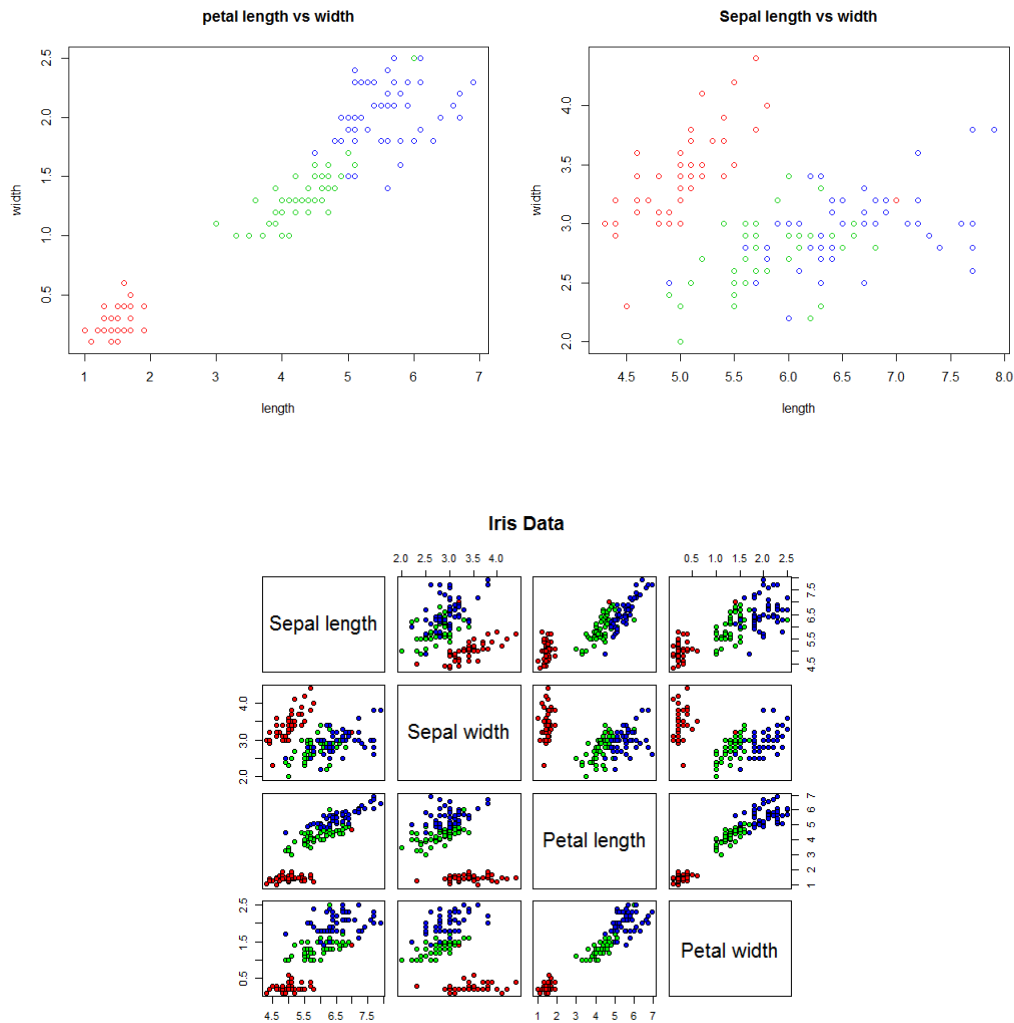 petal length vs width
Sepal length vs width
width
2.5
2.0
1.5
1.0
0.5
1 2 3 4 5 6 7
length
width
4.0
3.5
3.0
2.5
2.0
4.5 5.0 5.5 6.0 6.5 7.0 7.5 8.0
length
Iris Data
2.0 2.5 3.0 3.5 4.0
0.5 1.0 1.5 2.0 2.5
Sepal length
7.5
6.5
5.5
4.5
4.0
3.0
2.0
Sepal width
Petal length
7
6
5
4
3
2
1
2.5
1.5
0.5
Petal width
4.5 5.5 6.5 7.5
1 2 3 4 5 6 7